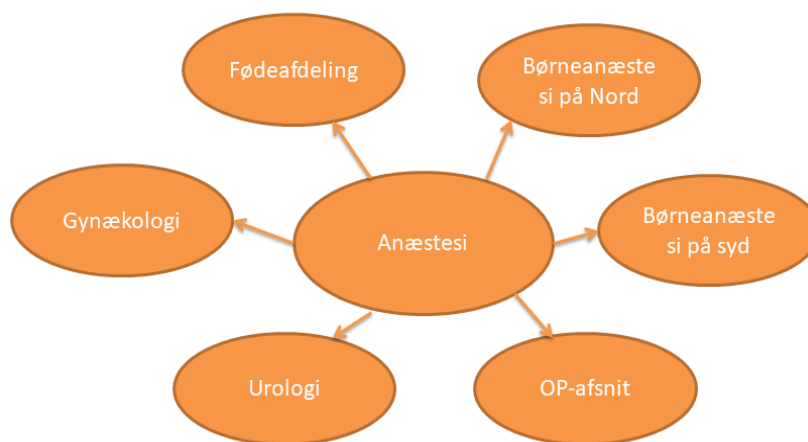 Fødeafdeling
Børneanæste
si på Nord
Gynækologi
Anæstesi
Børneanæste
si på syd
Urologi
OP-afsnit